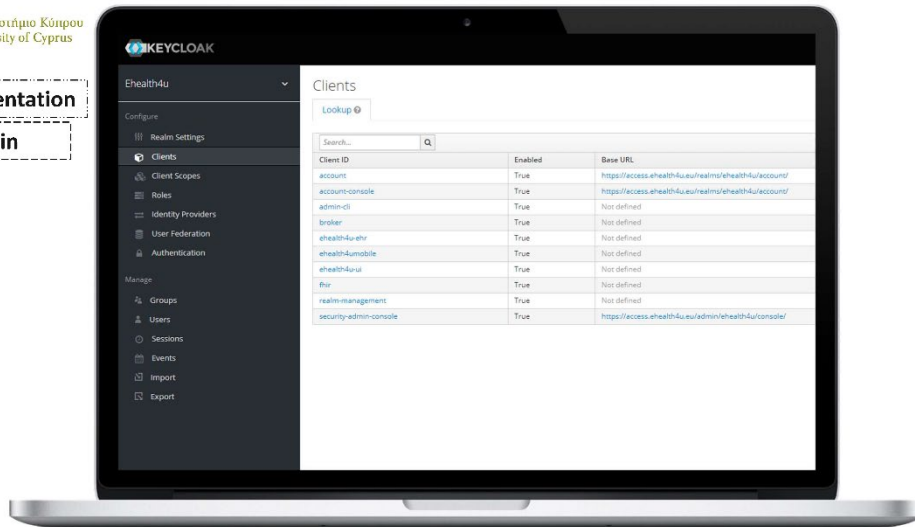 sity of Cyprus
entation
in
KEYCLOAK
Ehealth4u
Configure
Realm Settings
Clients
Client Scopes
Roles
Identity Providers
User Federation
Authentication
Manage
Groups
Users
Sessions
Events
Import
Export
Clients
Lookup
Search...
Client ID Enabled Base URL
account True https://access.ehealth4u.eu/realms/ehealth4u/account/
account-console True https://access.ehealth4u.eu/realms/ehealth4u/account/
admin-cli True Not defined
broker True Not defined
ehealth4u-ehr True Not defined
ehealth4umobile True Not defined
ehealth4u-ui True Not defined
fhir True Not defined
realm-management True Not defined
security-admin-console True https://access.ehealth4u.eu/admin/ehealth4u/console/